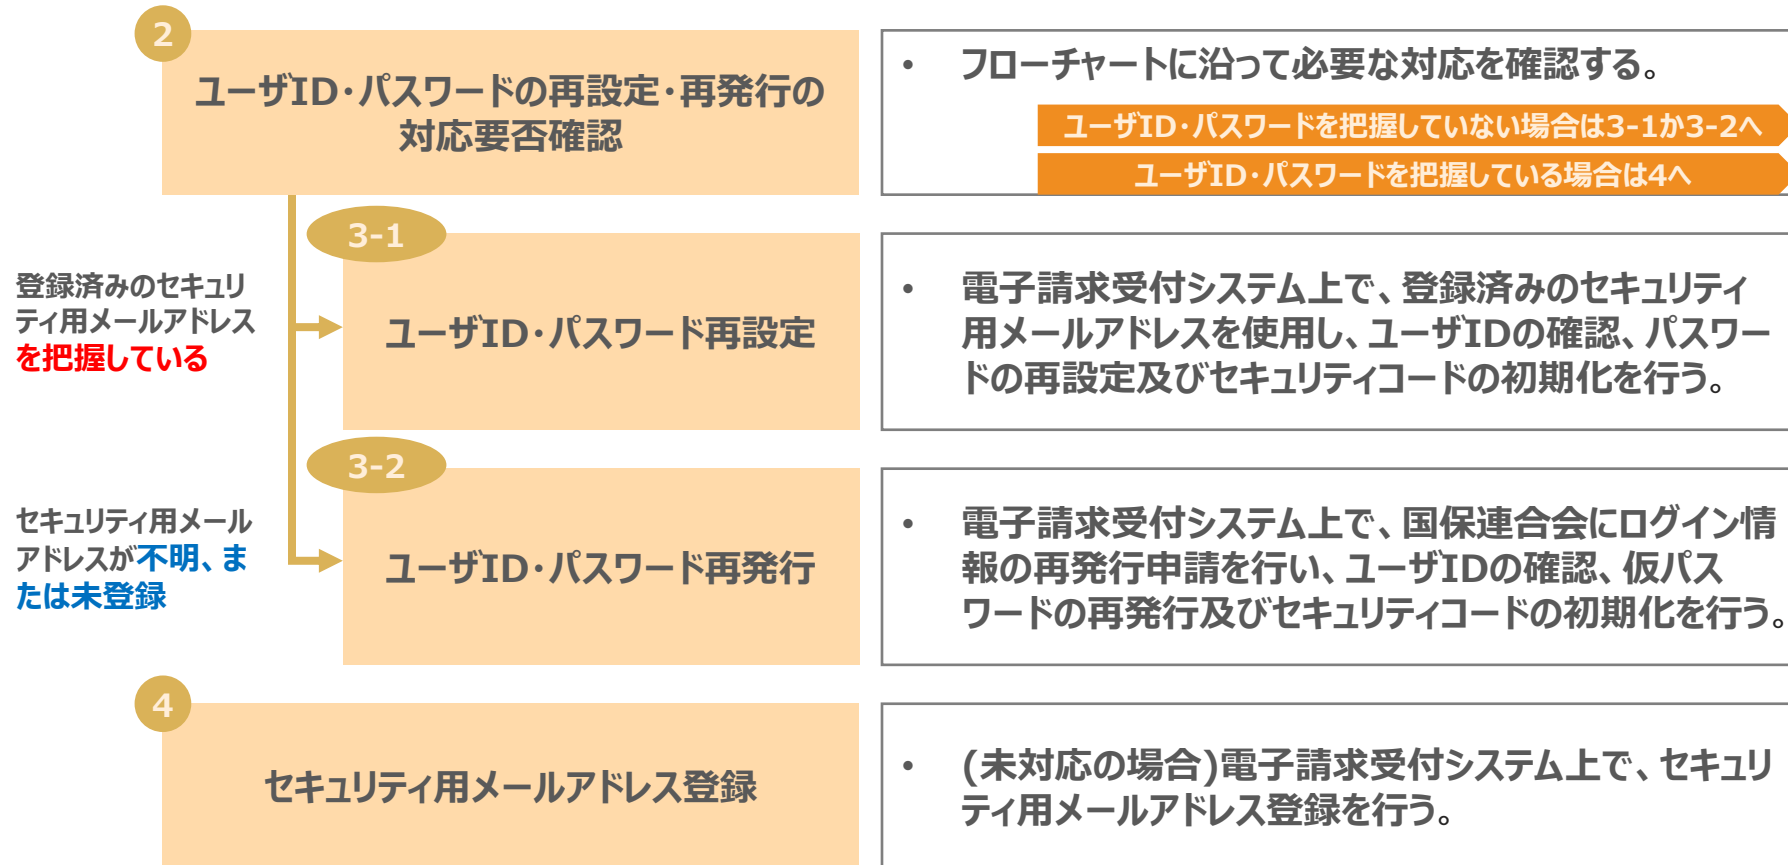 2
ユーザID・パスワードの再設定・再発行の
対応要否確認
• フローチャートに沿って必要な対応を確認する。
ユーザID・パスワードを把握していない場合は3-1か3-2へ
ユーザID・パスワードを把握している場合は4へ
登録済みのセキュリ
ティ用メールアドレス
を把握している
3-1
ユーザID・パスワード再設定
• 電子請求受付システム上で、登録済みのセキュリティ
用メールアドレスを使用し、ユーザIDの確認、パスワー
ドの再設定及びセキュリティコードの初期化を行う。
セキュリティ用メール
アドレスが不明、ま
たは未登録
3-2
ユーザID・パスワード再発行
• 電子請求受付システム上で、国保連合会にログイン情
報の再発行申請を行い、ユーザIDの確認、仮パス
ワードの再発行及びセキュリティコードの初期化を行う。
4
セキュリティ用メールアドレス登録
• (未対応の場合)電子請求受付システム上で、セキュリ
ティ用メールアドレス登録を行う。